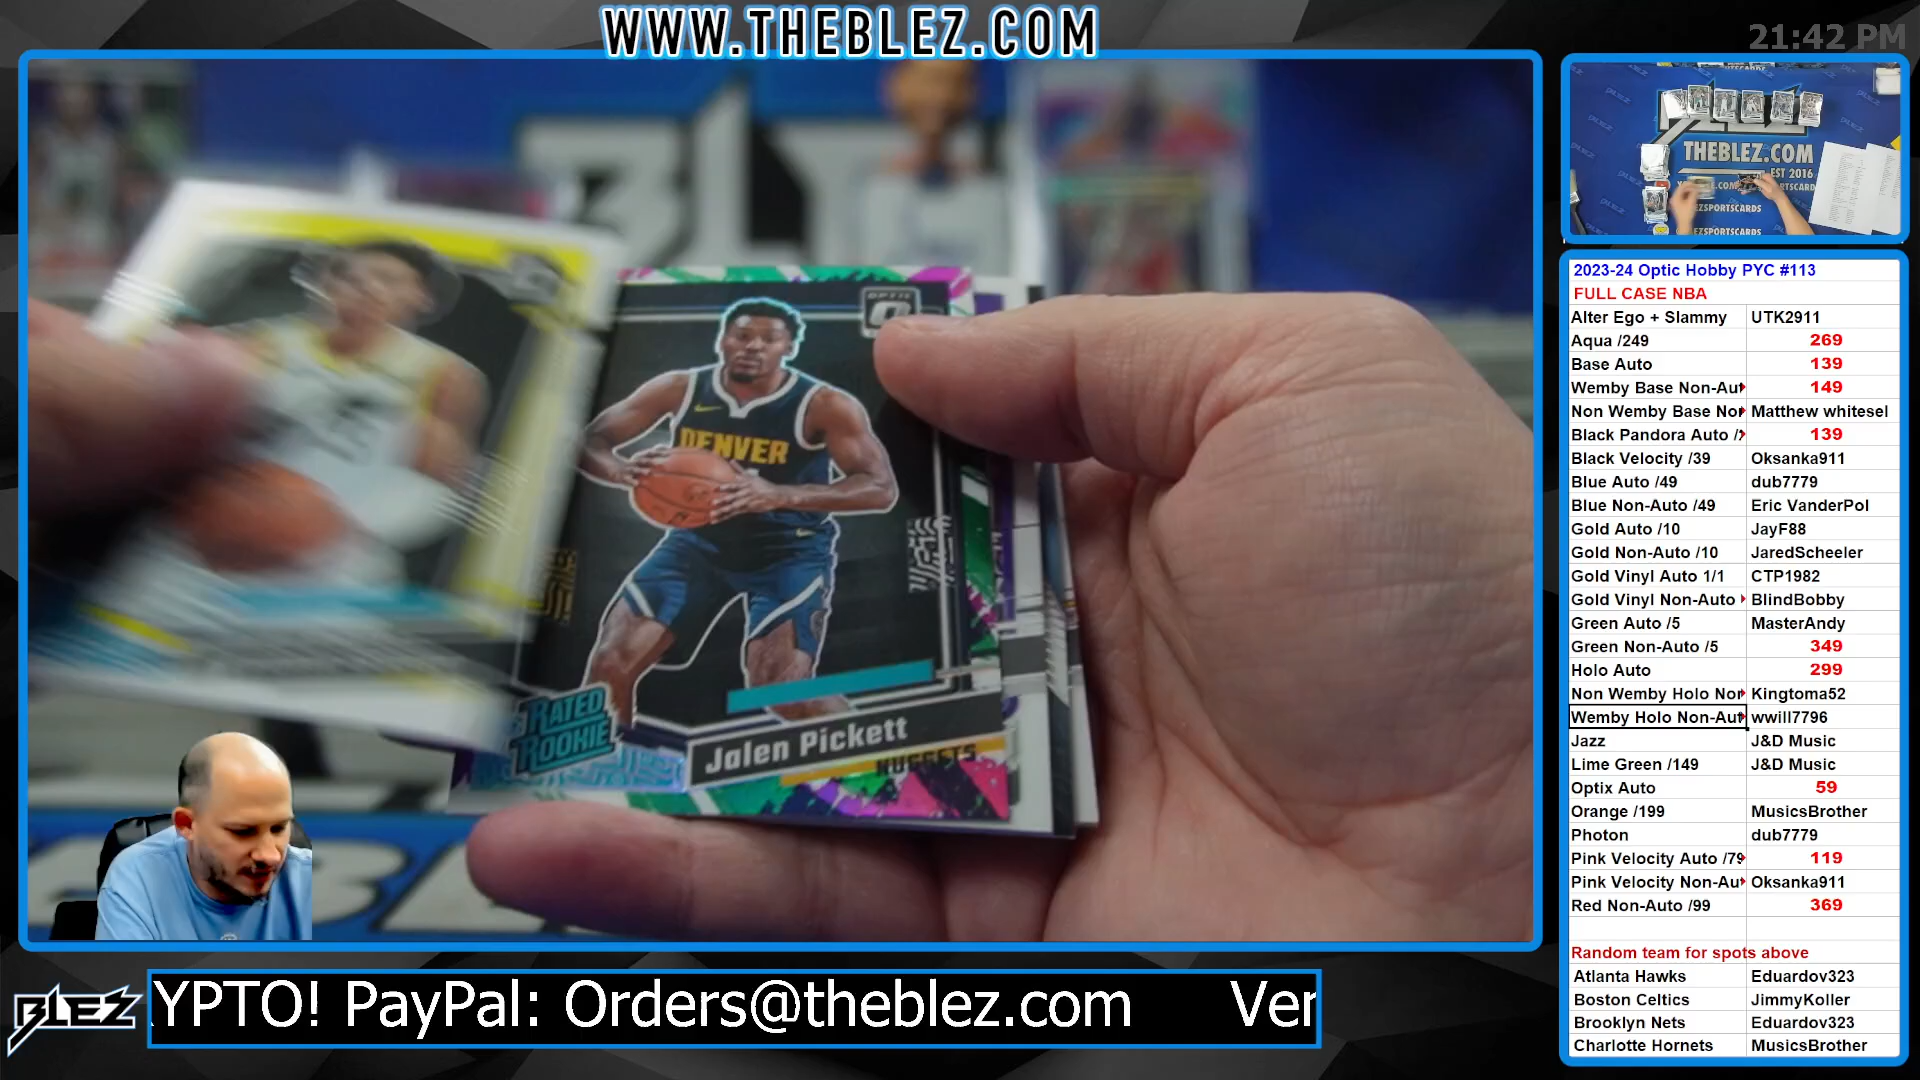 WWW.THEBLEZ.COM
21:42 PM
THEBLEZ.COM
EST 2016
OPTIC
DENVER
RATED
ROOKIE
Jalen Pickett
NUGGETS
2023-24 Optic Hobby PYC #113
FULL CASE NBA
Alter Ego + Slammy UTK2911
Aqua /249 269
Base Auto 139
Wemby Base Non-Aut 149
Non Wemby Base Non Matthew whitesel
Black Pandora Auto / 139
Black Velocity /39 Oksanka911
Blue Auto /49 dub7779
Blue Non-Auto /49 Eric VanderPol
Gold Auto /10 JayF88
Gold Non-Auto /10 JaredScheeler
Gold Vinyl Auto 1/1 CTP1982
Gold Vinyl Non-Auto BlindBobby
Green Auto /5 MasterAndy
Green Non-Auto /5 349
Holo Auto 299
Non Wemby Holo Non Kingtoma52
Wemby Holo Non-Aut wwill7796
Jazz J&D Music
Lime Green /149 J&D Music
Optix Auto 59
Orange /199 MusicsBrother
Photon dub7779
Pink Velocity Auto /79 119
Pink Velocity Non-Au Oksanka911
Red Non-Auto /99 369
Random team for spots above
Atlanta Hawks Eduardov323
Boston Celtics JimmyKoller
Brooklyn Nets Eduardov323
Charlotte Hornets MusicsBrother
BLEZ
YPTO! PayPal: Orders@theblez.com Ver